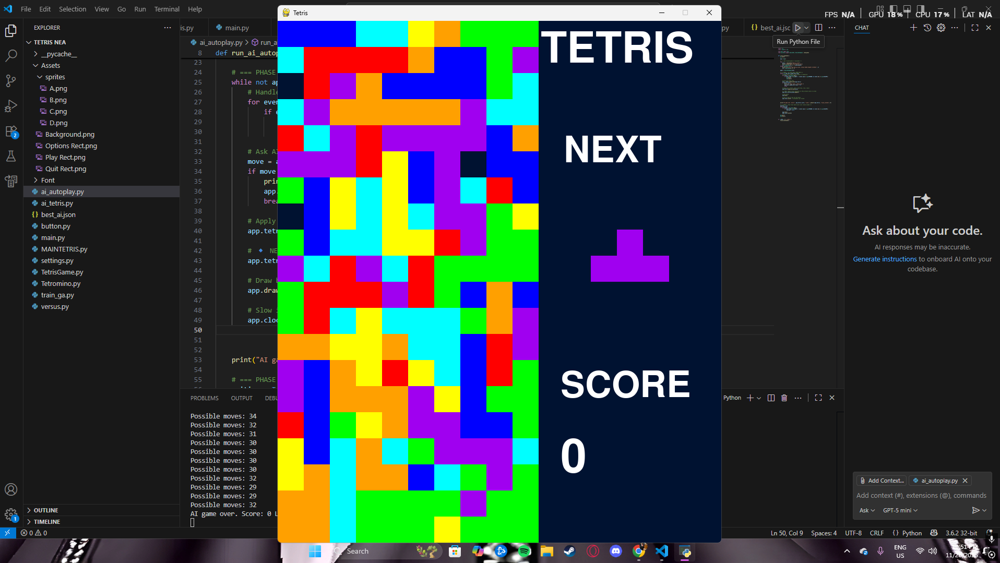 File Edit Selection View Go Run Terminal Help
Tetris
FPS N/A GPU 18 % CPU 17 % LAT N/A
EXPLORER
TETRIS NEA
__pycache__
Assets
sprites
A.png
B.png
C.png
D.png
Background.png
Options Rect.png
Play Rect.png
Quit Rect.png
Font
ai_autoplay.py
ai_tetris.py
best_ai.json
button.py
main.py
MAINTETRIS.py
settings.py
TetrisGame.py
Tetromino.py
train_ga.py
versus.py
OUTLINE
TIMELINE
is.py main.py
ai_autoplay.py > run_a
8 def run_ai_autop
23
24 # === PHASE
25 while not ap
26 # Handle
27 for even
28 if e
29
30
31
32 # Ask AI
33 move = a
34 if move
35 prin
36 app.
37 brea
38
39 # Apply
40 app.tetr
41
42 # 🔹 NE
43 app.tetr
44
45 # Draw
46 app.draw
47
48 # Slow
49 app.cloc
50
51
52
53 print("AI ga
54
55 # === PHASE
PROBLEMS OUTPUT DEBU
Possible moves: 34
Possible moves: 32
Possible moves: 31
Possible moves: 30
Possible moves: 30
Possible moves: 30
Possible moves: 30
Possible moves: 32
Possible moves: 29
Possible moves: 29
Possible moves: 32
AI game over. Score: 0 L
TETRIS
NEXT
SCORE
0
py best_ai.jsc
Run Python File
Python
CHAT
Ask about your code.
AI responses may be inaccurate.
Generate instructions to onboard AI onto your
codebase.
Add Context... ai_autoplay.py
Add context (#), extensions (@), commands
Ask GPT-5 mini
2
1
0 0
Ln 50, Col 9 Spaces: 4 UTF-8 CRLF {} Python 3.6.2 32-bit
Search
ENG
US